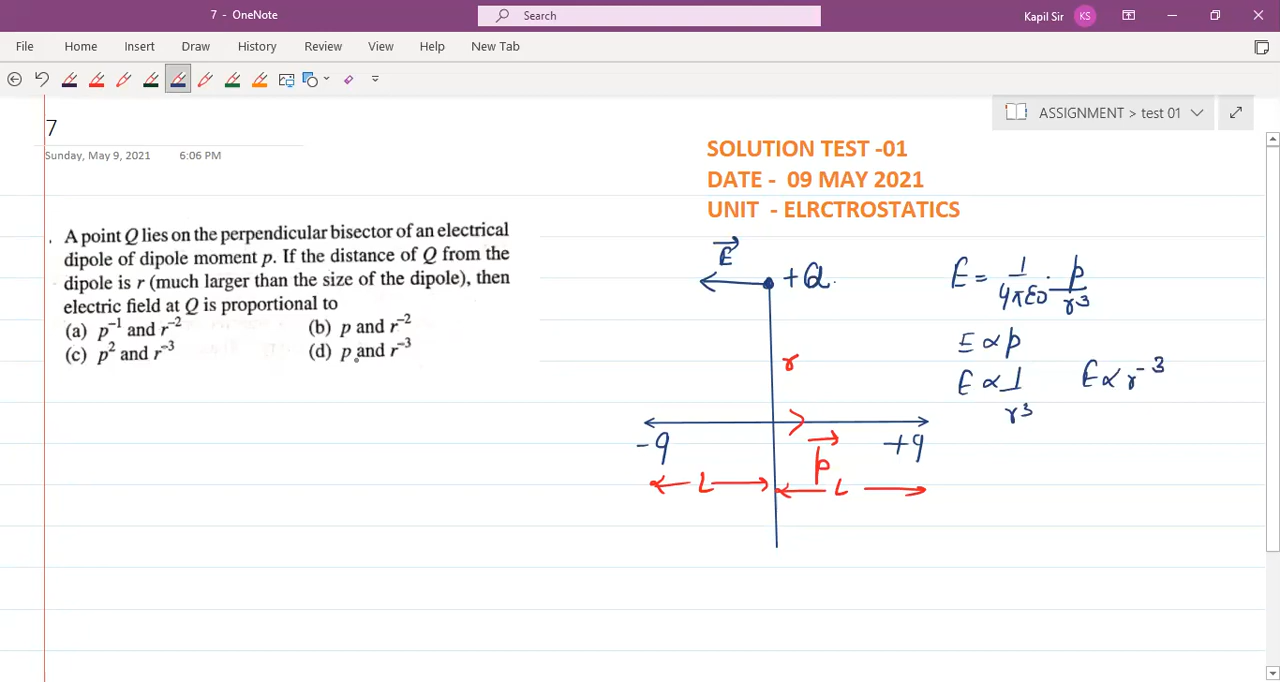 7 - OneNote
Search
Kapil Sir
KS
File Home Insert Draw History Review View Help New Tab
ASSIGNMENT > test 01
7
Sunday, May 9, 2021 6:06 PM
SOLUTION TEST -01
DATE - 09 MAY 2021
UNIT - ELRCTROSTATICS
A point Q lies on the perpendicular bisector of an electrical
dipole of dipole moment p. If the distance of Q from the
dipole is r (much larger than the size of the dipole), then
electric field at Q is proportional to
(a) p⁻¹ and r⁻² (b) p and r⁻²
(c) p² and r⁻³ (d) p and r⁻³
E⃗
+Q
r
-q
+q
p⃗
L
L
E = 1/4πε0 · p/r³
E ∝ p
E ∝ 1/r³ E ∝ r⁻³